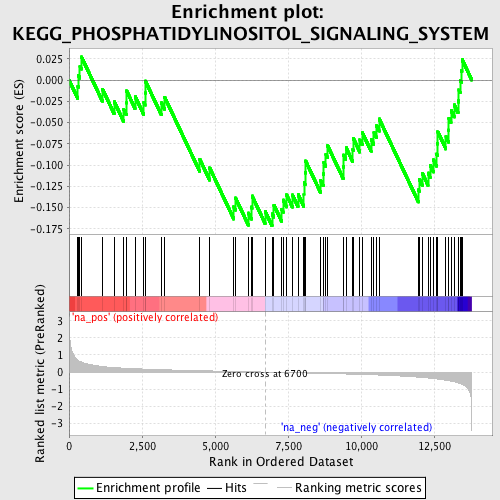 Enrichment plot:
KEGG_PHOSPHATIDYLINOSITOL_SIGNALING_SYSTEM
Enrichment score (ES)
0.025
0.000
-0.025
-0.050
-0.075
-0.100
-0.125
-0.150
-0.175
'na_pos' (positively correlated)
Ranked list metric (PreRanked)
3
2
1
0
-1
-2
-3
Zero cross at 6700
'na_neg' (negatively correlated)
0
2,500
5,000
7,500
10,000
12,500
Rank in Ordered Dataset
Enrichment profile
Hits
Ranking metric scores